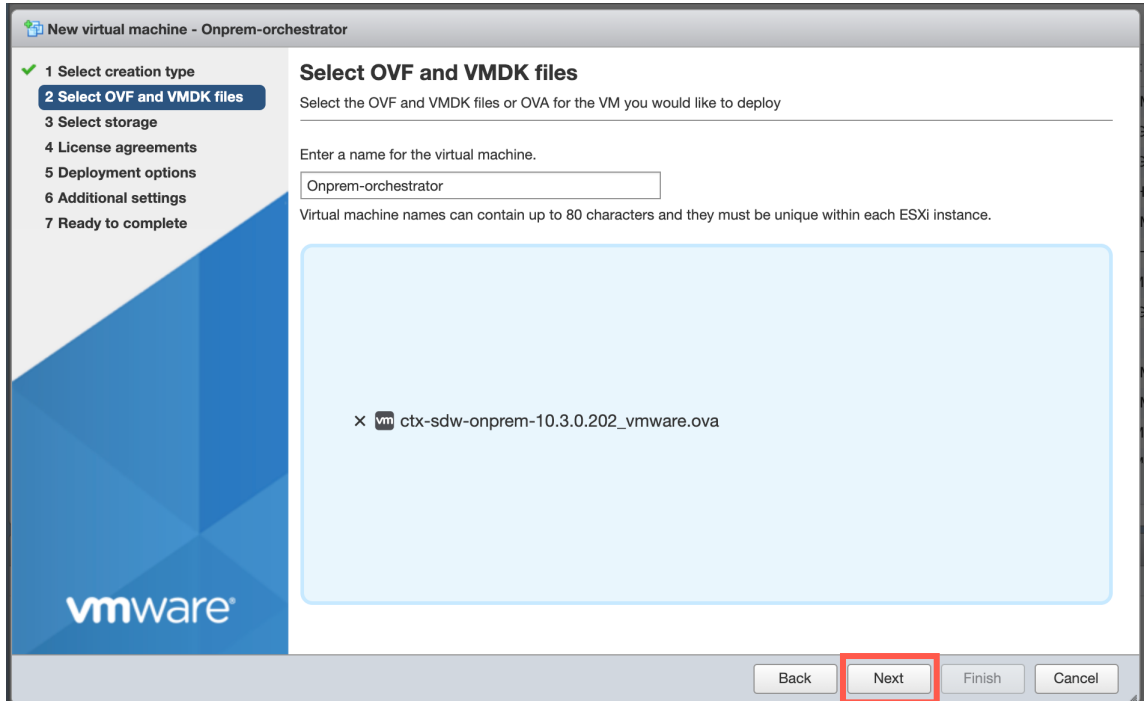 New virtual machine - Onprem-orchestrator
1 Select creation type
2 Select OVF and VMDK files
3 Select storage
4 License agreements
5 Deployment options
6 Additional settings
7 Ready to complete
vmware®
Select OVF and VMDK files
Select the OVF and VMDK files or OVA for the VM you would like to deploy
Enter a name for the virtual machine.
Onprem-orchestrator
Virtual machine names can contain up to 80 characters and they must be unique within each ESXi instance.
vm ctx-sdw-onprem-10.3.0.202_vmware.ova
Back Next Finish Cancel